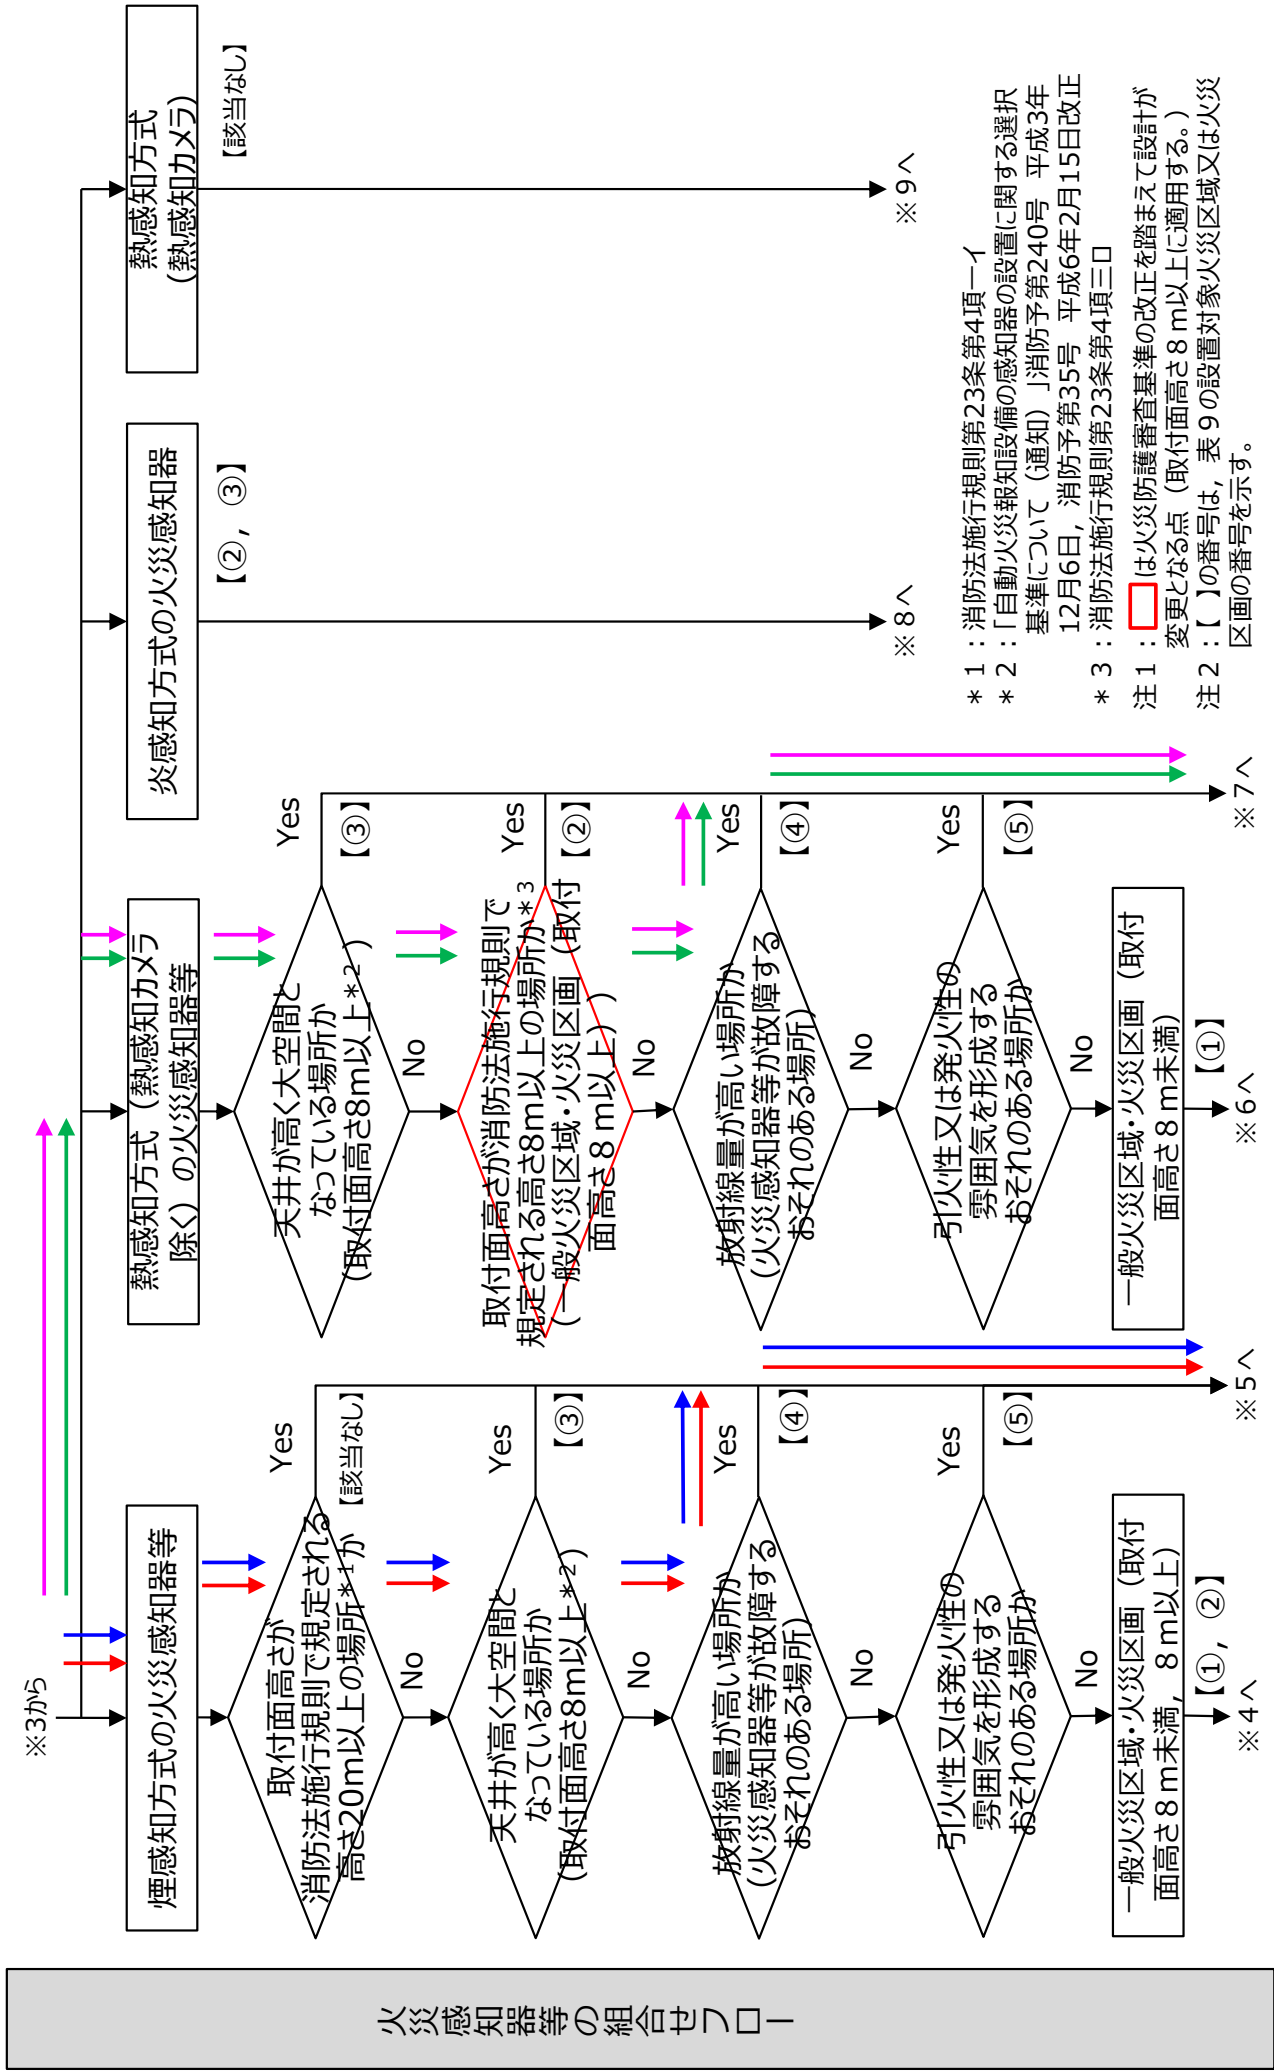 火災感知器等の組合せフロー
※3から
煙感知方式の火災感知器等
取付面高さが
消防法施行規則で規定される
高さ20m以上の場所*1か
Yes
【該当なし】
No
天井が高く大空間と
なっている場所か
(取付面高さ8m以上*2)
Yes
【③】
No
放射線量が高い場所か
(火災感知器等が故障する
おそれのある場所)
Yes
【④】
No
引火性又は発火性の
雰囲気を形成する
おそれのある場所か
Yes
【⑤】
No
一般火災区域・火災区画（取付
面高さ8m未満，8m以上）
【①，②】
※4へ
※5へ
熱感知方式（熱感知カメラ
除く）の火災感知器等
天井が高く大空間と
なっている場所か
(取付面高さ8m以上*2)
Yes
【③】
No
取付面高さが消防法施行規則で
規定される高さ8m以上の場所か*3
（一般火災区域・火災区画（取付
面高さ8m以上））
Yes
【②】
No
放射線量が高い場所か
(火災感知器等が故障する
おそれのある場所)
Yes
【④】
No
引火性又は発火性の
雰囲気を形成する
おそれのある場所か
Yes
【⑤】
No
一般火災区域・火災区画（取付
面高さ8m未満）
【①】
※6へ
※7へ
炎感知方式の火災感知器
【②，③】
※8へ
熱感知方式
（熱感知カメラ）
【該当なし】
※9へ
*1：消防法施行規則第23条第4項一イ
*2：「自動火災報知設備の感知器の設置に関する選択
基準について（通知）」消防予第240号　平成3年
12月6日，消防予第35号　平成6年2月15日改正
*3：消防法施行規則第23条第4項三ロ
注1：は火災防護審査基準の改正を踏まえて設計が
変更となる点（取付面高さ8m以上に適用する。）
注2：【 】の番号は，表9の設置対象火災区域又は火災
区画の番号を示す。